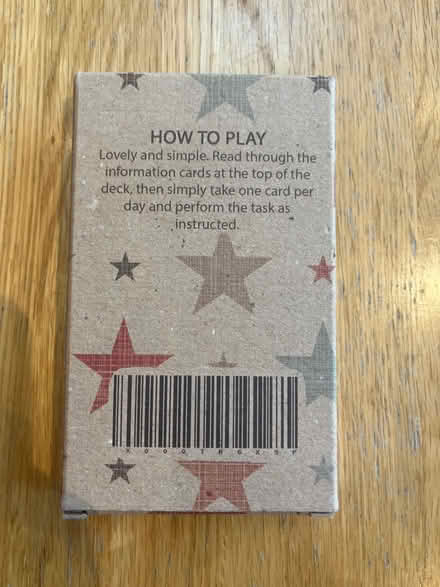 HOW TO PLAY
Lovely and simple. Read through the
information cards at the top of the
deck, then simply take one card per
day and perform the task as
instructed.